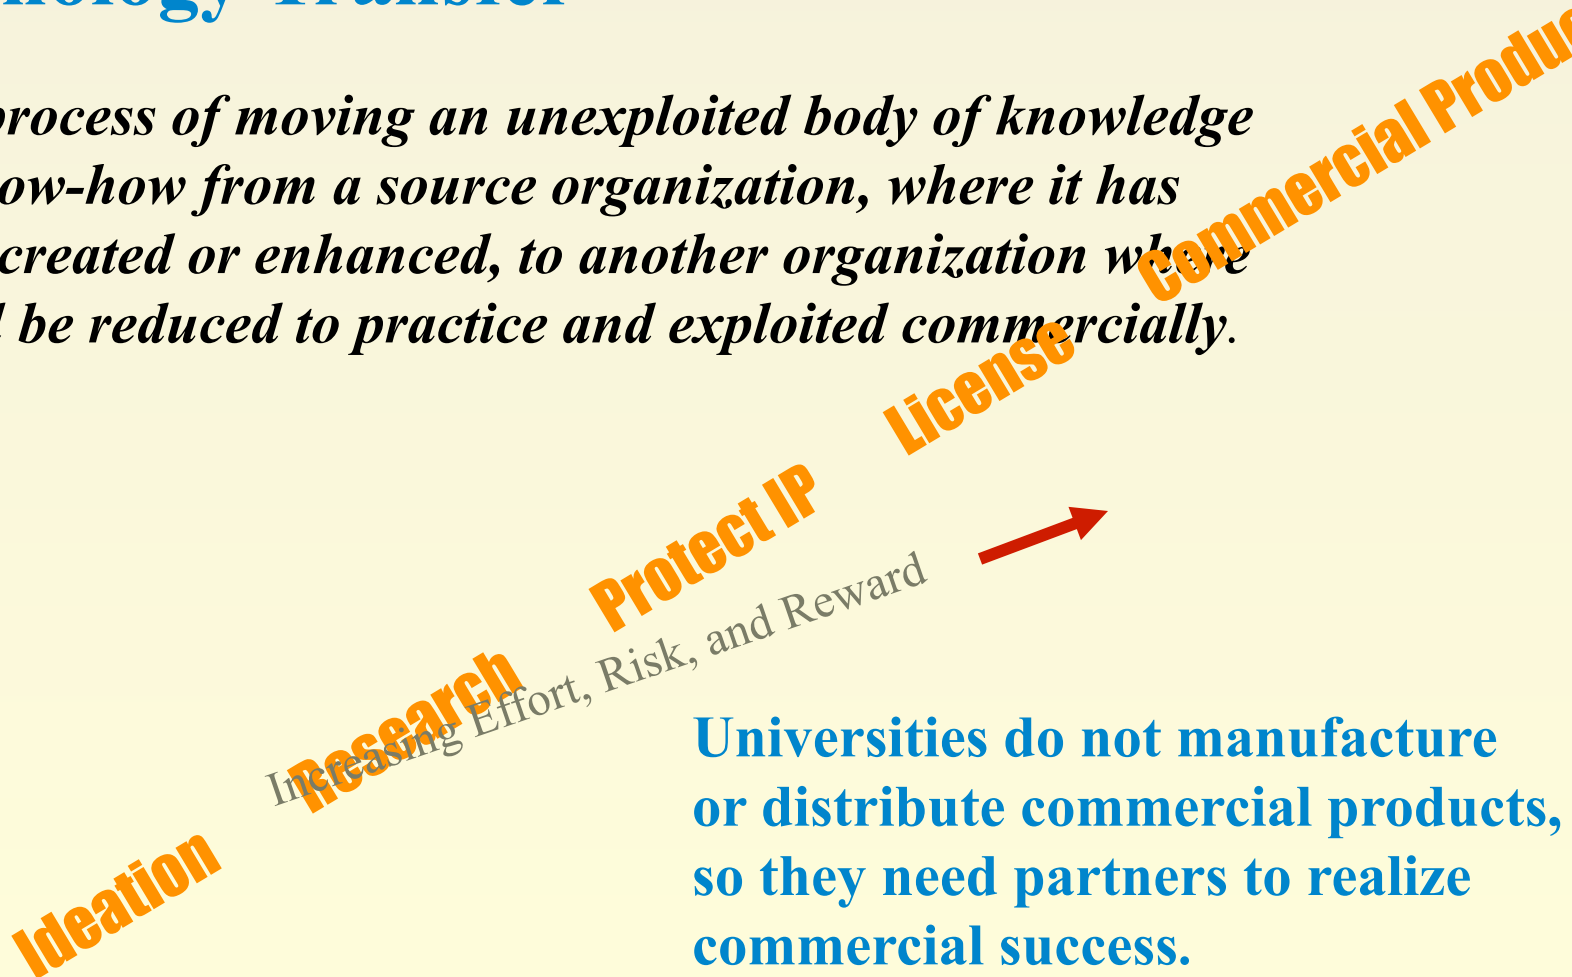 nology Transfer
process of moving an unexploited body of knowledge
ow-how from a source organization, where it has
created or enhanced, to another organization where
be reduced to practice and exploited commercially.
Commercial Produc
License
Protect IP
Increasing Effort, Risk, and Reward
Research
Ideation
Universities do not manufacture
or distribute commercial products,
so they need partners to realize
commercial success.